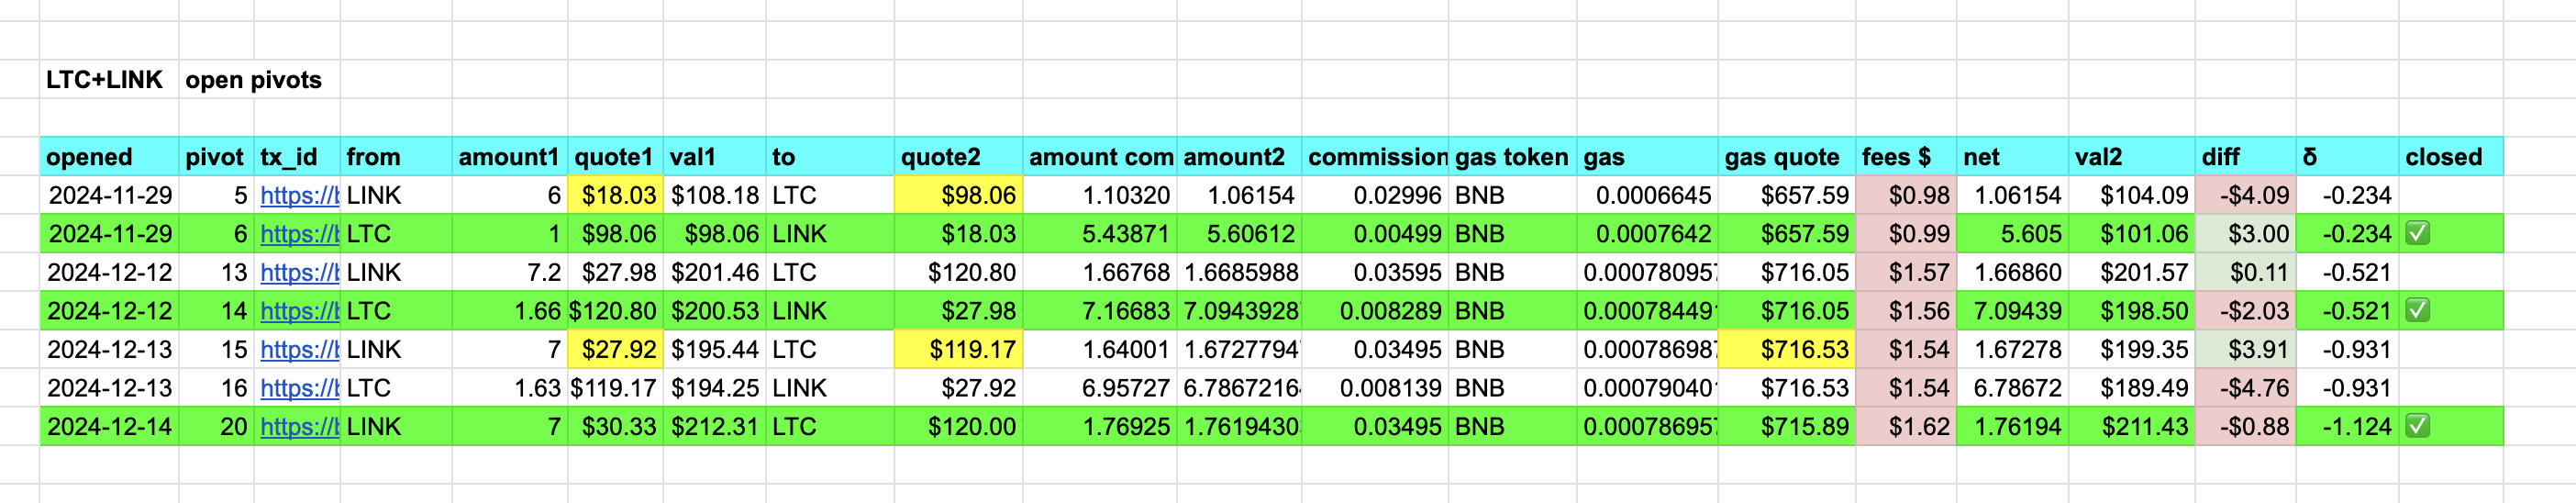 LTC+LINK open pivots
opened pivot tx_id from amount1 quote1 val1 to quote2 amount com amount2 commission gas token gas gas quote fees $ net val2 diff δ closed
2024-11-29 5 https://b LINK 6 $18.03 $108.18 LTC $98.06 1.10320 1.06154 0.02996 BNB 0.0006645 $657.59 $0.98 1.06154 $104.09 -$4.09 -0.234
2024-11-29 6 https://b LTC 1 $98.06 $98.06 LINK $18.03 5.43871 5.60612 0.00499 BNB 0.0007642 $657.59 $0.99 5.605 $101.06 $3.00 -0.234 ✅
2024-12-12 13 https://b LINK 7.2 $27.98 $201.46 LTC $120.80 1.66768 1.6685988 0.03595 BNB 0.000780957 $716.05 $1.57 1.66860 $201.57 $0.11 -0.521
2024-12-12 14 https://b LTC 1.66 $120.80 $200.53 LINK $27.98 7.16683 7.0943928 0.008289 BNB 0.000784491 $716.05 $1.56 7.09439 $198.50 -$2.03 -0.521 ✅
2024-12-13 15 https://b LINK 7 $27.92 $195.44 LTC $119.17 1.64001 1.6727794 0.03495 BNB 0.000786987 $716.53 $1.54 1.67278 $199.35 $3.91 -0.931
2024-12-13 16 https://b LTC 1.63 $119.17 $194.25 LINK $27.92 6.95727 6.78672164 0.008139 BNB 0.000790401 $716.53 $1.54 6.78672 $189.49 -$4.76 -0.931
2024-12-14 20 https://b LINK 7 $30.33 $212.31 LTC $120.00 1.76925 1.7619430 0.03495 BNB 0.000786957 $715.89 $1.62 1.76194 $211.43 -$0.88 -1.124 ✅